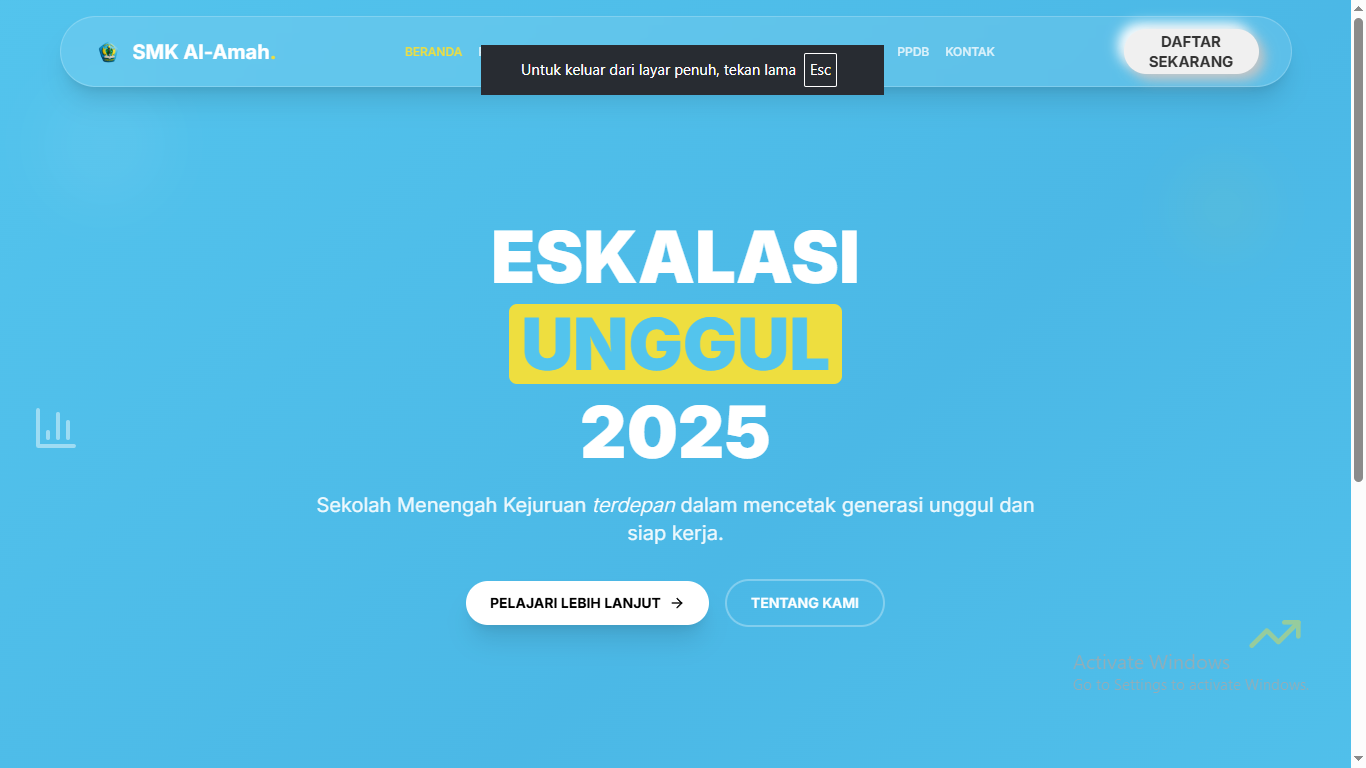 SMK Al-Amah.
BERANDA
PPDB
KONTAK
DAFTAR
SEKARANG
Untuk keluar dari layar penuh, tekan lama Esc
ESKALASI
UNGGUL
2025
Sekolah Menengah Kejuruan terdepan dalam mencetak generasi unggul dan
siap kerja.
PELAJARI LEBIH LANJUT →
TENTANG KAMI
Activate Windows
Go to Settings to activate Windows.